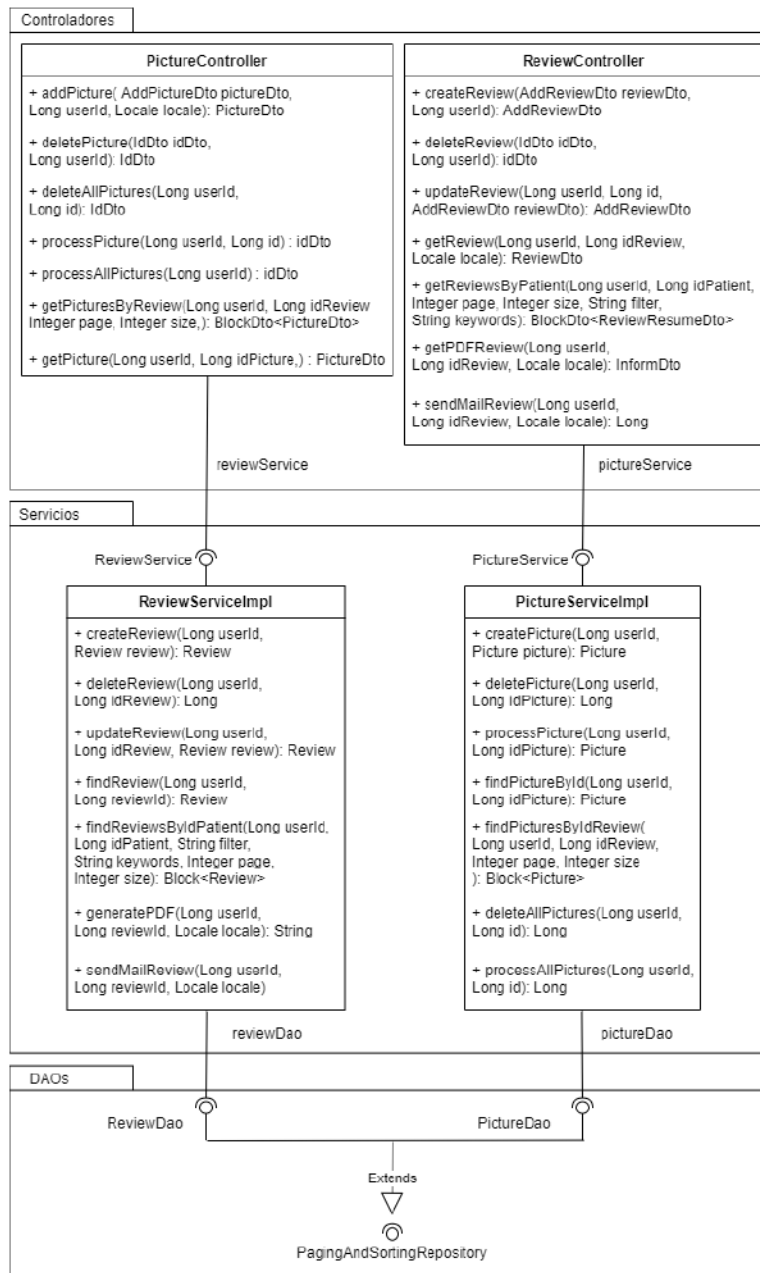 Controladores
PictureController
+ addPicture( AddPictureDto pictureDto,
Long userId, Locale locale): PictureDto
+ deletePicture(IdDto idDto,
Long userId): IdDto
+ deleteAllPictures(Long userId,
Long id): IdDto
+ processPicture(Long userId, Long id) : idDto
+ processAllPictures(Long userId) : idDto
+ getPicturesByReview(Long userId, Long idReview
Integer page, Integer size,): BlockDto<PictureDto>
+ getPicture(Long userId, Long idPicture,) : PictureDto
ReviewController
+ createReview(AddReviewDto reviewDto,
Long userId): AddReviewDto
+ deleteReview(IdDto idDto,
Long userId): idDto
+ updateReview(Long userId, Long id,
AddReviewDto reviewDto): AddReviewDto
+ getReview(Long userId, Long idReview,
Locale locale): ReviewDto
+ getReviewsByPatient(Long userId, Long idPatient,
Integer page, Integer size, String filter,
String keywords): BlockDto<ReviewResumeDto>
+ getPDFReview(Long userId,
Long idReview, Locale locale): InformDto
+ sendMailReview(Long userId,
Long idReview, Locale locale): Long
reviewService
pictureService
Servicios
ReviewService
PictureService
ReviewServiceImpl
+ createReview(Long userId,
Review review): Review
+ deleteReview(Long userId,
Long idReview): Long
+ updateReview(Long userId,
Long idReview, Review review): Review
+ findReview(Long userId,
Long reviewId): Review
+ findReviewsByIdPatient(Long userId,
Long idPatient, String filter,
String keywords, Integer page,
Integer size): Block<Review>
+ generatePDF(Long userId,
Long reviewId, Locale locale): String
+ sendMailReview(Long userId,
Long reviewId, Locale locale)
PictureServiceImpl
+ createPicture(Long userId,
Picture picture): Picture
+ deletePicture(Long userId,
Long idPicture): Long
+ processPicture(Long userId,
Long idPicture): Picture
+ findPictureById(Long userId,
Long idPicture): Picture
+ findPicturesByIdReview(
Long userId, Long idReview,
Integer page, Integer size
): Block<Picture>
+ deleteAllPictures(Long userId,
Long id): Long
+ processAllPictures(Long userId,
Long id): Long
reviewDao
pictureDao
DAOs
ReviewDao
PictureDao
Extends
PagingAndSortingRepository